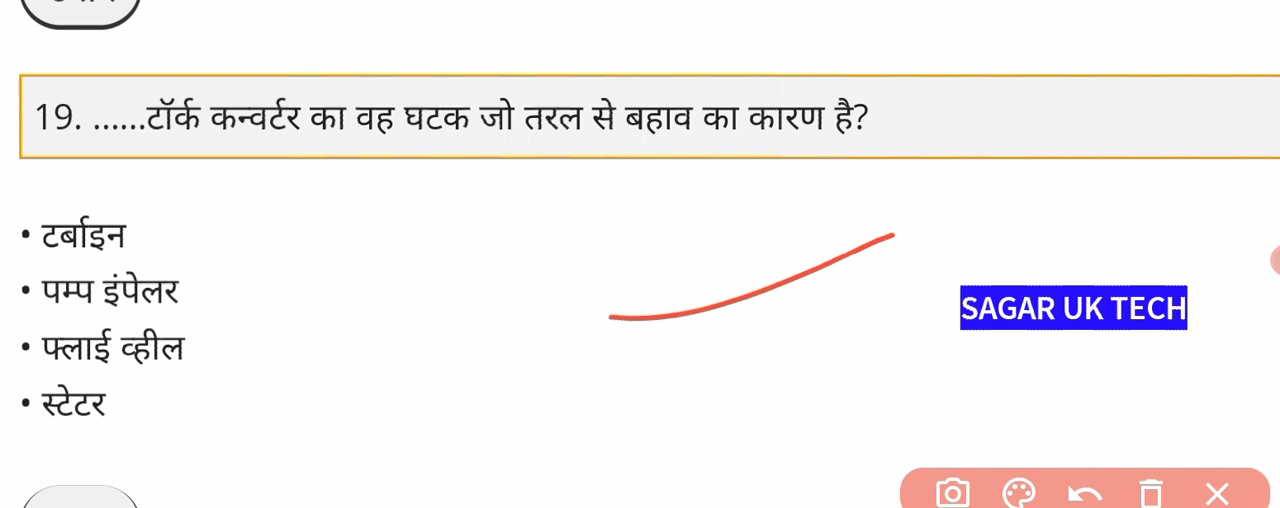 19. ......टॉर्क कन्वर्टर का वह घटक जो तरल से बहाव का कारण है?
• टर्बाइन
• पम्प इंपेलर
SAGAR UK TECH
• फ्लाई व्हील
• स्टेटर